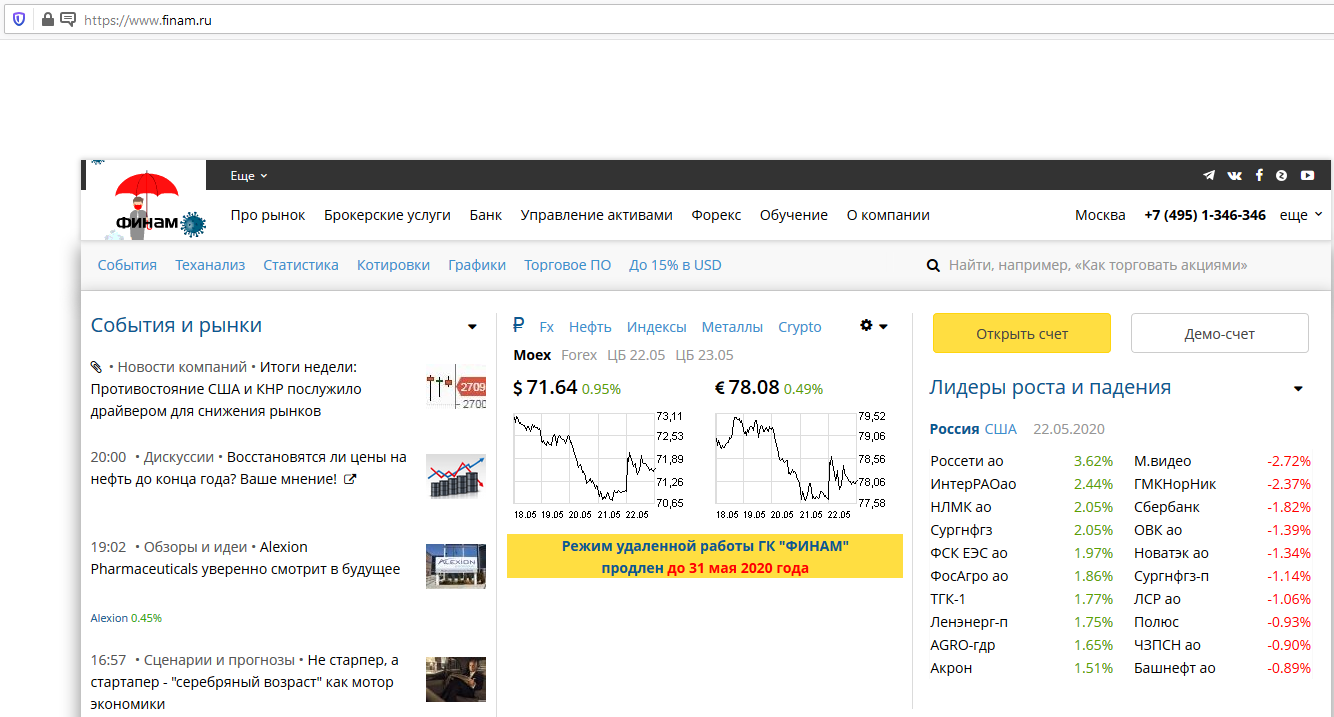 https://www.finam.ru
Еще
ФИНАМ
Про рынок Брокерские услуги Банк Управление активами Форекс Обучение О компании Москва +7 (495) 1-346-346 еще
События Теханализ Статистика Котировки Графики Торговое ПО До 15% в USD Найти, например, «Как торговать акциями»
События и рынки
• Новости компаний • Итоги недели:
Противостояние США и КНР послужило
драйвером для снижения рынков
2709
2700
20:00 • Дискуссии • Восстановятся ли цены на
нефть до конца года? Ваше мнение!
19:02 • Обзоры и идеи • Alexion
Pharmaceuticals уверенно смотрит в будущее
ALEXION
Alexion 0.45%
16:57 • Сценарии и прогнозы • Не старпер, а
стартапер - "серебряный возраст" как мотор
экономики
₽ Fx Нефть Индексы Металлы Crypto
Moex Forex ЦБ 22.05 ЦБ 23.05
$ 71.64 0.95% € 78.08 0.49%
73,11
72,53
71,89
71,26
70,65
18.05 19.05 20.05 21.05 22.05
79,52
79,06
78,56
78,06
77,58
18.05 19.05 20.05 21.05 22.05
Режим удаленной работы ГК "ФИНАМ"
продлен до 31 мая 2020 года
Открыть счет Демо-счет
Лидеры роста и падения
Россия США 22.05.2020
Россети ао 3.62% М.видео -2.72%
ИнтерРАОао 2.44% ГМКНорНик -2.37%
НЛМК ао 2.05% Сбербанк -1.82%
Сургнфгз 2.05% ОВК ао -1.39%
ФСК ЕЭС ао 1.97% Новатэк ао -1.34%
ФосАгро ао 1.86% Сургнфгз-п -1.14%
ТГК-1 1.77% ЛСР ао -1.06%
Ленэнерг-п 1.75% Полюс -0.93%
AGRO-гдр 1.65% ЧЗПСН ао -0.90%
Акрон 1.51% Башнефт ао -0.89%